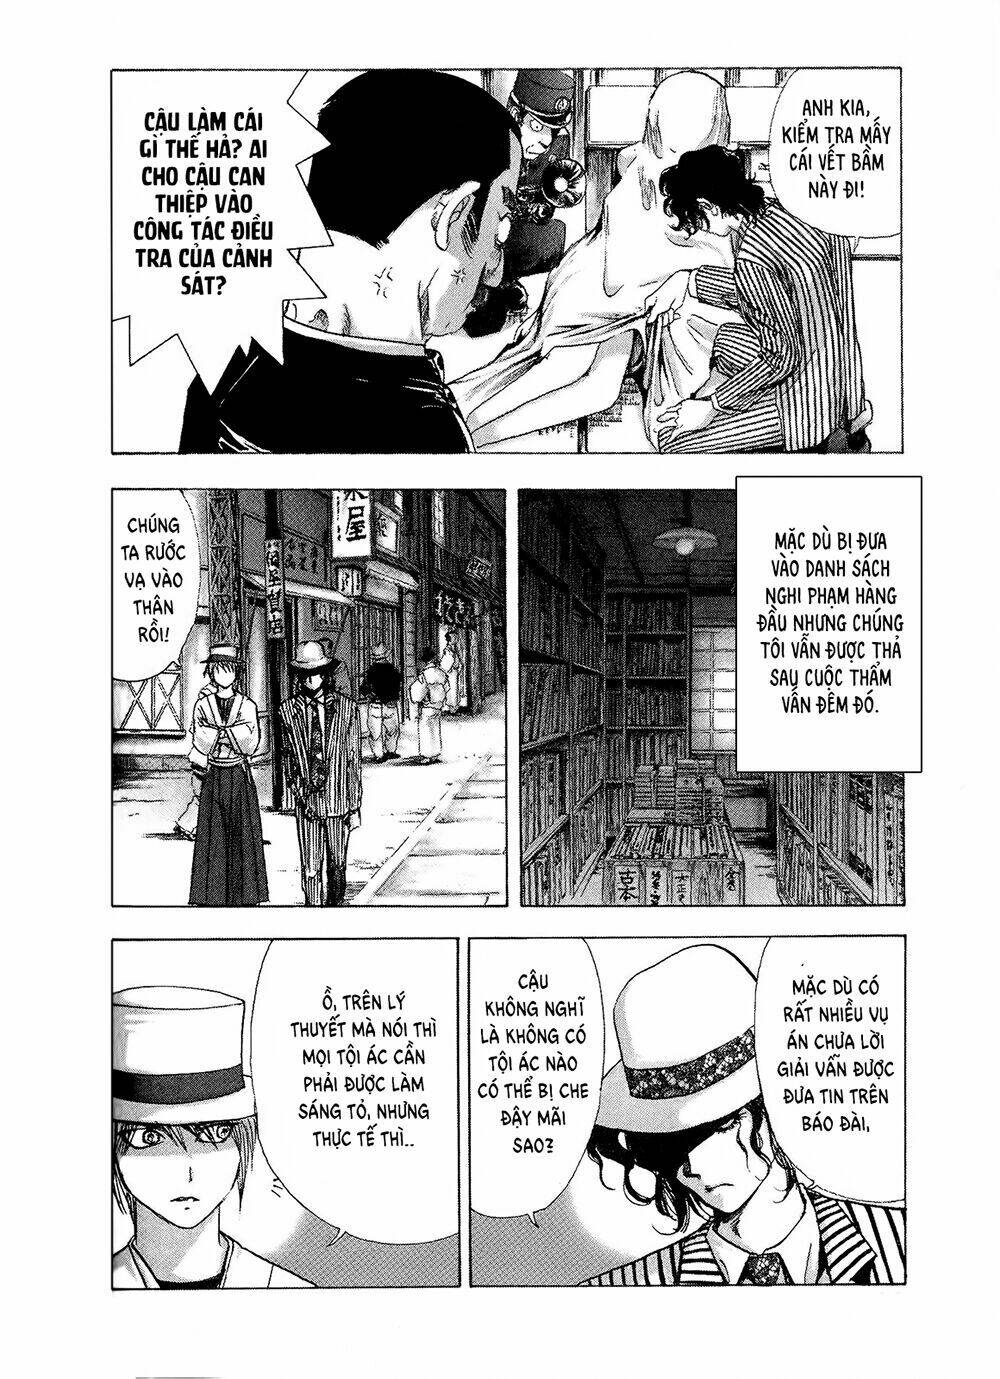 ANH KIA,
KIỂM TRA MẤY
CÁI VẾT BẦM
NÀY ĐI!
CẬU LÀM CÁI
GÌ THẾ HẢ? AI
CHO CẬU CAN
THIỆP VÀO
CÔNG TÁC ĐIỀU
TRA CỦA CẢNH
SÁT?
MẶC DÙ BỊ ĐƯA
VÀO DANH SÁCH
NGHI PHẠM HÀNG
ĐẦU NHƯNG CHÚNG
TÔI VẪN ĐƯỢC THẢ
SAU CUỘC THẨM
VẤN ĐÊM ĐÓ.
古本
CHÚNG
TA RƯỚC
VẠ VÀO
THÂN
RỒI!
屋
MẶC DÙ CÓ
RẤT NHIỀU VỤ
ÁN CHƯA LỜI
GIẢI VẪN ĐƯỢC
ĐƯA TIN TRÊN
BÁO ĐÀI,
CẬU
KHÔNG NGHĨ
LÀ KHÔNG CÓ
TỘI ÁC NÀO
CÓ THỂ BỊ CHE
ĐẬY MÃI
SAO?
Ồ, TRÊN LÝ
THUYẾT MÀ NÓI THÌ
MỌI TỘI ÁC CẦN
PHẢI ĐƯỢC LÀM
SÁNG TỎ, NHƯNG
THỰC TẾ THÌ..